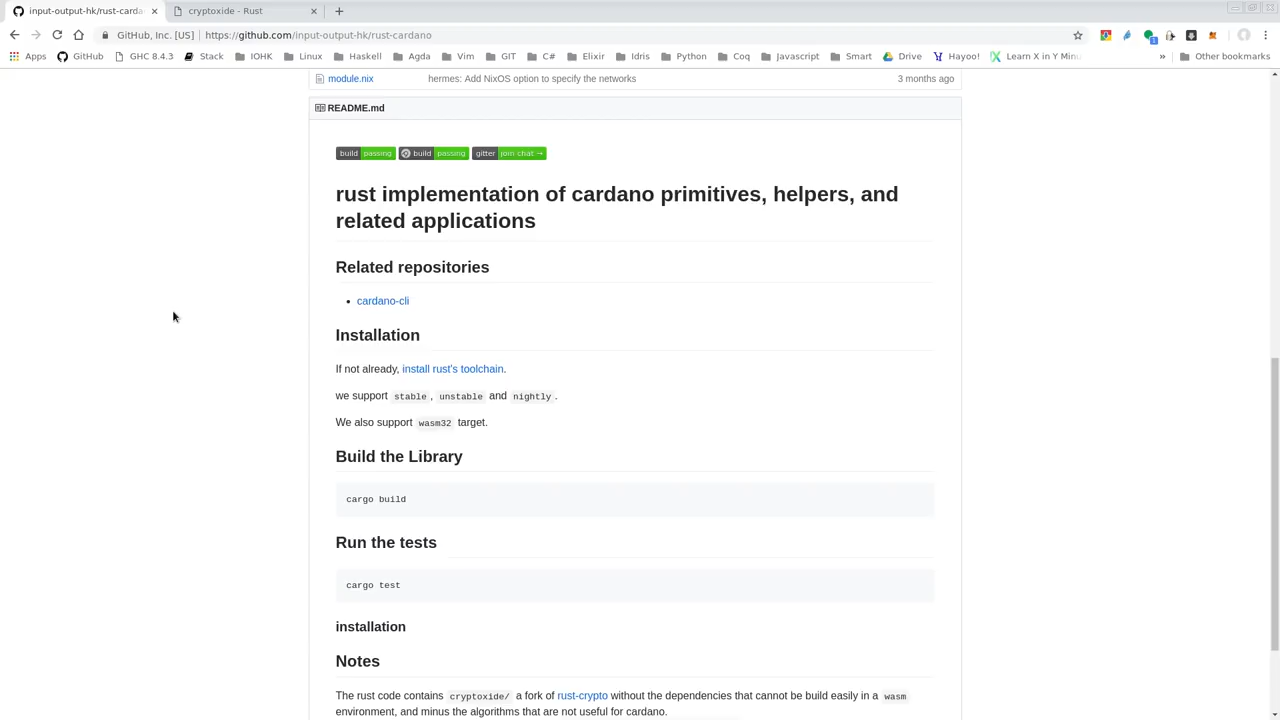 input-output-hk/rust-carda
cryptoxide - Rust
GitHub, Inc. [US] https://github.com/input-output-hk/rust-cardano
Apps GitHub GHC 8.4.3 Stack IOHK Linux Haskell Agda Vim GIT C# Elixir Idris Python Coq Javascript Smart Drive Hayoo! Learn X in Y Minu » Other bookmarks
module.nix hermes: Add NixOS option to specify the networks 3 months ago
README.md
build passing build passing gitter join chat →
rust implementation of cardano primitives, helpers, and
related applications
Related repositories
• cardano-cli
Installation
If not already, install rust's toolchain.
we support stable, unstable and nightly.
We also support wasm32 target.
Build the Library
cargo build
Run the tests
cargo test
installation
Notes
The rust code contains cryptoxide/ a fork of rust-crypto without the dependencies that cannot be build easily in a wasm
environment, and minus the algorithms that are not useful for cardano.